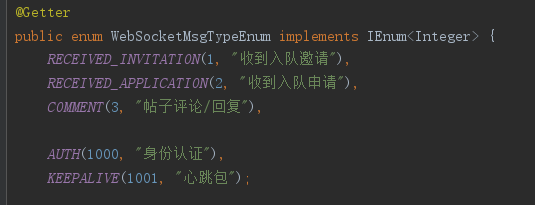 @Getter
public enum WebSocketMsgTypeEnum implements IEnum<Integer> {
RECEIVED_INVITATION(1, "收到入队邀请"),
RECEIVED_APPLICATION(2, "收到入队申请"),
COMMENT(3, "帖子评论/回复"),
AUTH(1000, "身份认证"),
KEEPALIVE(1001, "心跳包");